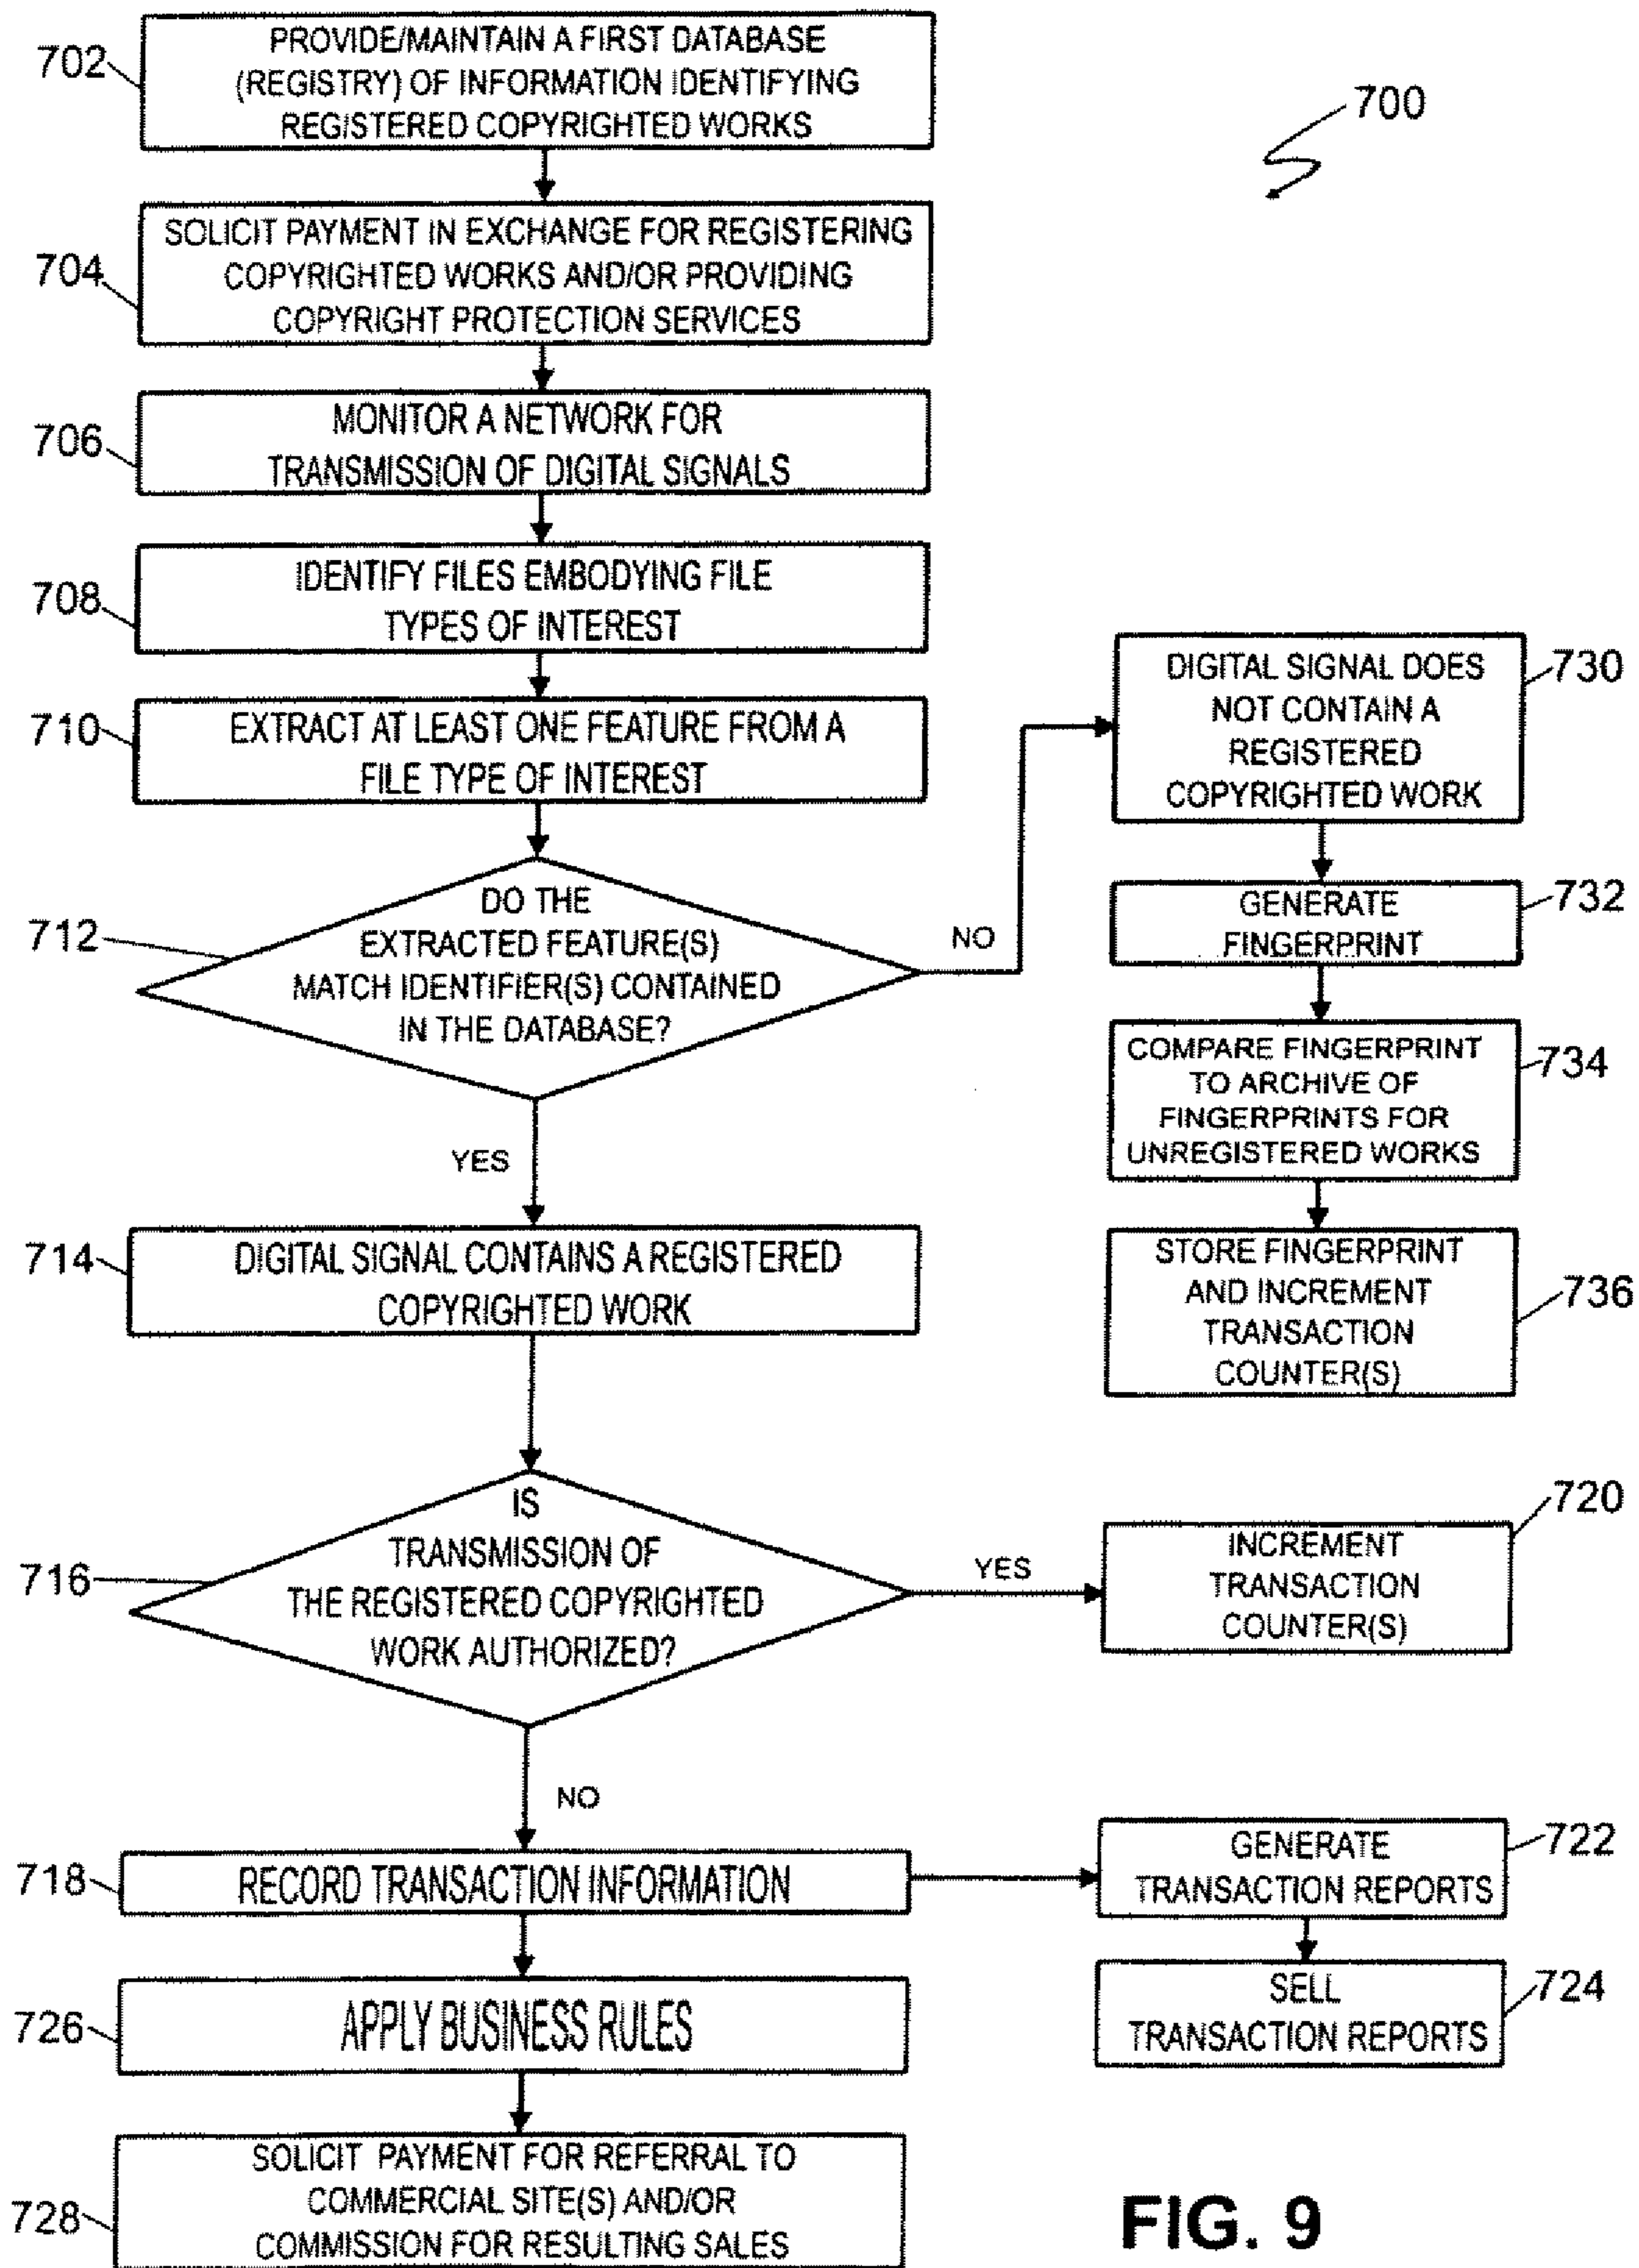 702
PROVIDE/MAINTAIN A FIRST DATABASE
(REGISTRY) OF INFORMATION IDENTIFYING
REGISTERED COPYRIGHTED WORKS
700
704
SOLICIT PAYMENT IN EXCHANGE FOR REGISTERING
COPYRIGHTED WORKS AND/OR PROVIDING
COPYRIGHT PROTECTION SERVICES
706
MONITOR A NETWORK FOR
TRANSMISSION OF DIGITAL SIGNALS
708
IDENTIFY FILES EMBODYING FILE
TYPES OF INTEREST
710
EXTRACT AT LEAST ONE FEATURE FROM A
FILE TYPE OF INTEREST
712
DO THE
EXTRACTED FEATURE(S)
MATCH IDENTIFIER(S) CONTAINED
IN THE DATABASE?
NO
730
DIGITAL SIGNAL DOES
NOT CONTAIN A
REGISTERED
COPYRIGHTED WORK
732
GENERATE
FINGERPRINT
734
COMPARE FINGERPRINT
TO ARCHIVE OF
FINGERPRINTS FOR
UNREGISTERED WORKS
736
STORE FINGERPRINT
AND INCREMENT
TRANSACTION
COUNTER(S)
YES
714
DIGITAL SIGNAL CONTAINS A REGISTERED
COPYRIGHTED WORK
716
IS
TRANSMISSION OF
THE REGISTERED COPYRIGHTED
WORK AUTHORIZED?
YES
720
INCREMENT
TRANSACTION
COUNTER(S)
NO
718
RECORD TRANSACTION INFORMATION
722
GENERATE
TRANSACTION REPORTS
724
SELL
TRANSACTION REPORTS
726
APPLY BUSINESS RULES
728
SOLICIT PAYMENT FOR REFERRAL TO
COMMERCIAL SITE(S) AND/OR
COMMISSION FOR RESULTING SALES
FIG. 9